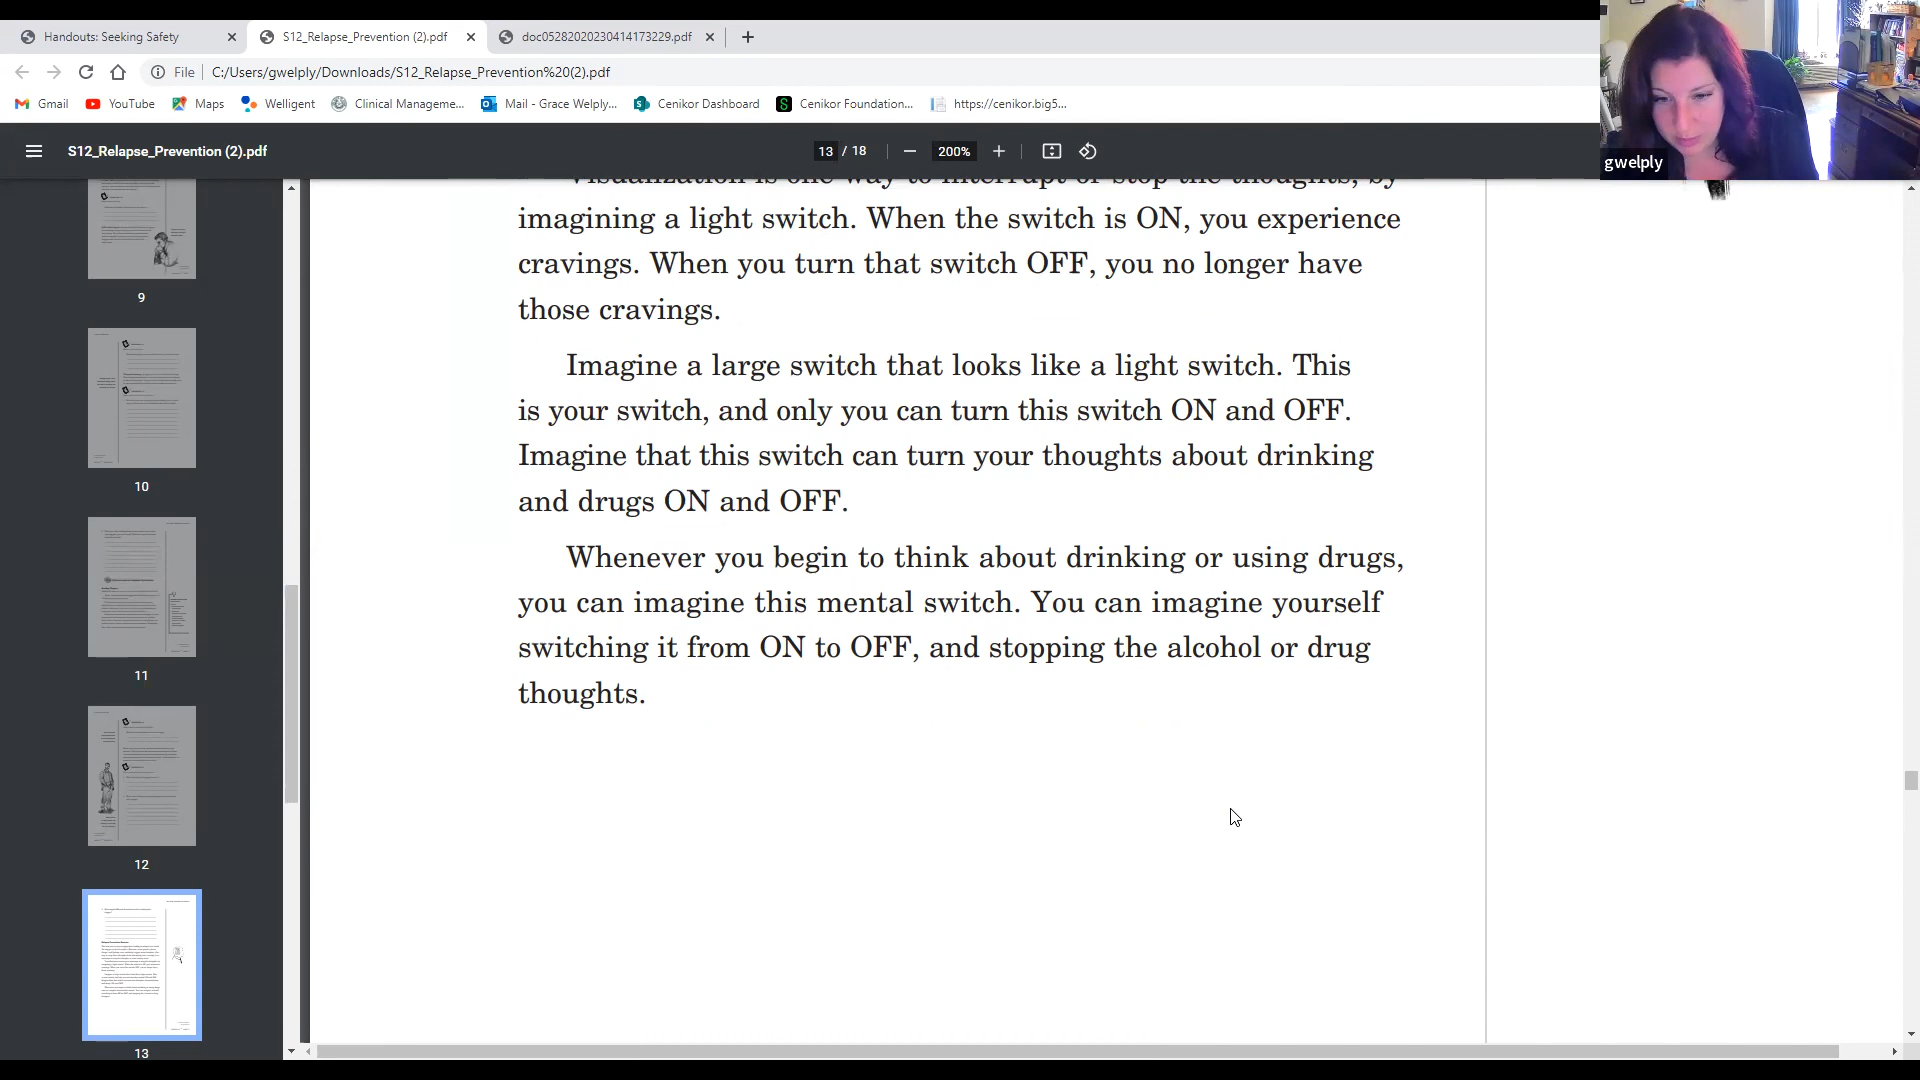 Handouts: Seeking Safety
S12_Relapse_Prevention (2).pdf
doc05282020230414173229.pdf
File C:/Users/gwelply/Downloads/S12_Relapse_Prevention%20(2).pdf
Gmail YouTube Maps Welligent Clinical Manageme... Mail - Grace Welply... Cenikor Dashboard Cenikor Foundation... https://cenikor.big5...
gwelply
S12_Relapse_Prevention (2).pdf 13 / 18 200%
Visualization is one way to interrupt or stop the thoughts, by
imagining a light switch. When the switch is ON, you experience
cravings. When you turn that switch OFF, you no longer have
those cravings.
Imagine a large switch that looks like a light switch. This
is your switch, and only you can turn this switch ON and OFF.
Imagine that this switch can turn your thoughts about drinking
and drugs ON and OFF.
Whenever you begin to think about drinking or using drugs,
you can imagine this mental switch. You can imagine yourself
switching it from ON to OFF, and stopping the alcohol or drug
thoughts.
9
10
11
12
13